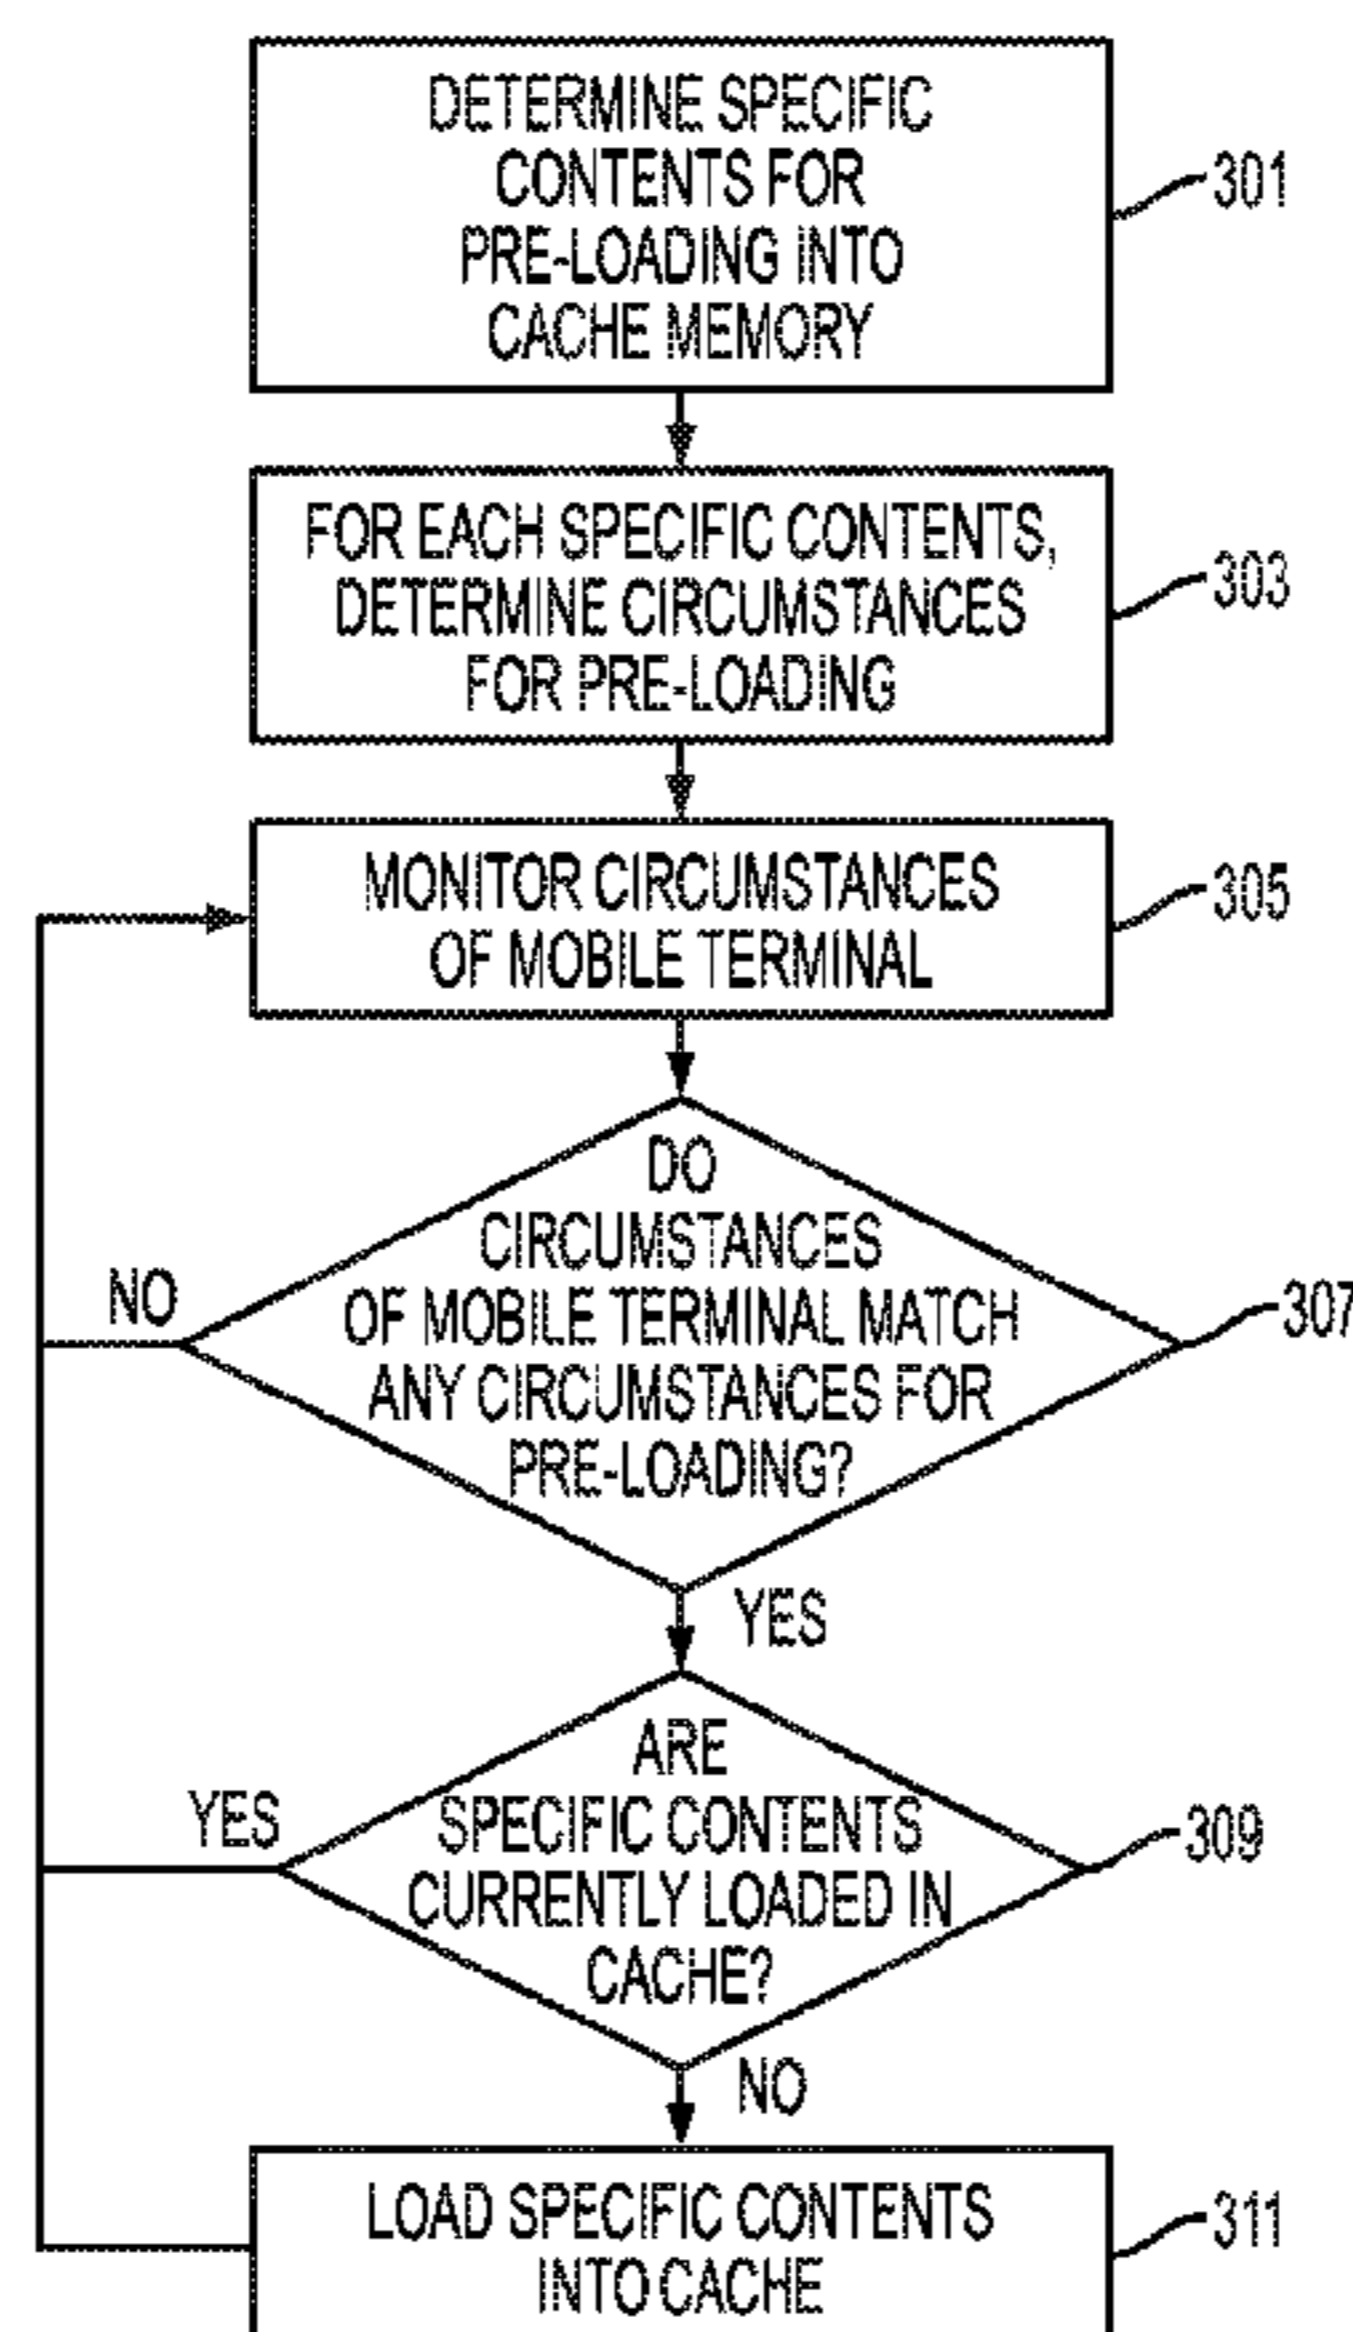 DETERMINE SPECIFIC
CONTENTS FOR
PRE-LOADING INTO
CACHE MEMORY
301
FOR EACH SPECIFIC CONTENTS,
DETERMINE CIRCUMSTANCES
FOR PRE-LOADING
303
MONITOR CIRCUMSTANCES
OF MOBILE TERMINAL
305
DO
CIRCUMSTANCES
OF MOBILE TERMINAL MATCH
ANY CIRCUMSTANCES FOR
PRE-LOADING?
NO
307
YES
ARE
SPECIFIC CONTENTS
CURRENTLY LOADED IN
CACHE?
YES
309
NO
LOAD SPECIFIC CONTENTS
INTO CACHE
311